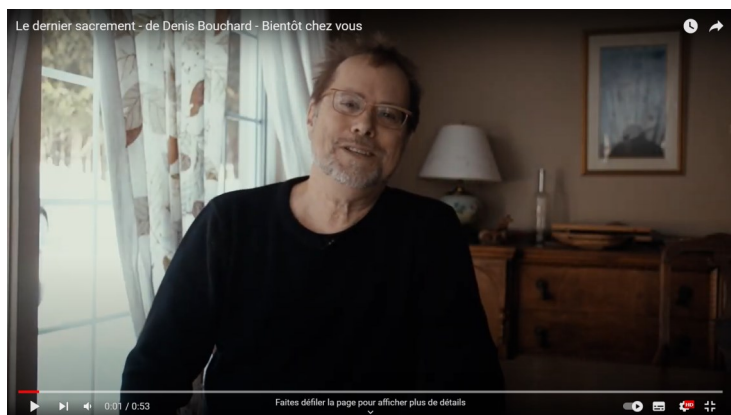 Le dernier sacrement - de Denis Bouchard - Bientôt chez vous
0:01 / 0:53
Faites défiler la page pour afficher plus de détails
HD